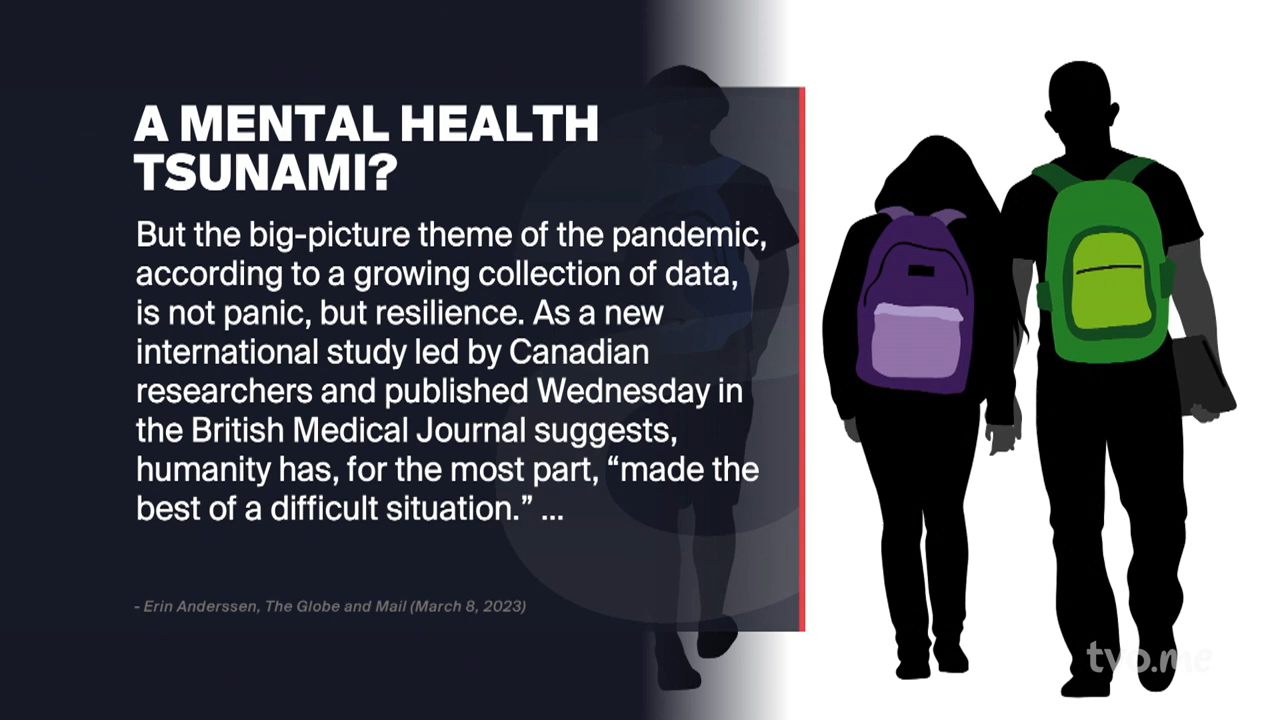 A MENTAL HEALTH
TSUNAMI?
But the big-picture theme of the pandemic,
according to a growing collection of data,
is not panic, but resilience. As a new
international study led by Canadian
researchers and published Wednesday in
the British Medical Journal suggests,
humanity has, for the most part, “made the
best of a difficult situation.” ...
- Erin Anderssen, The Globe and Mail (March 8, 2023)
tvo.me